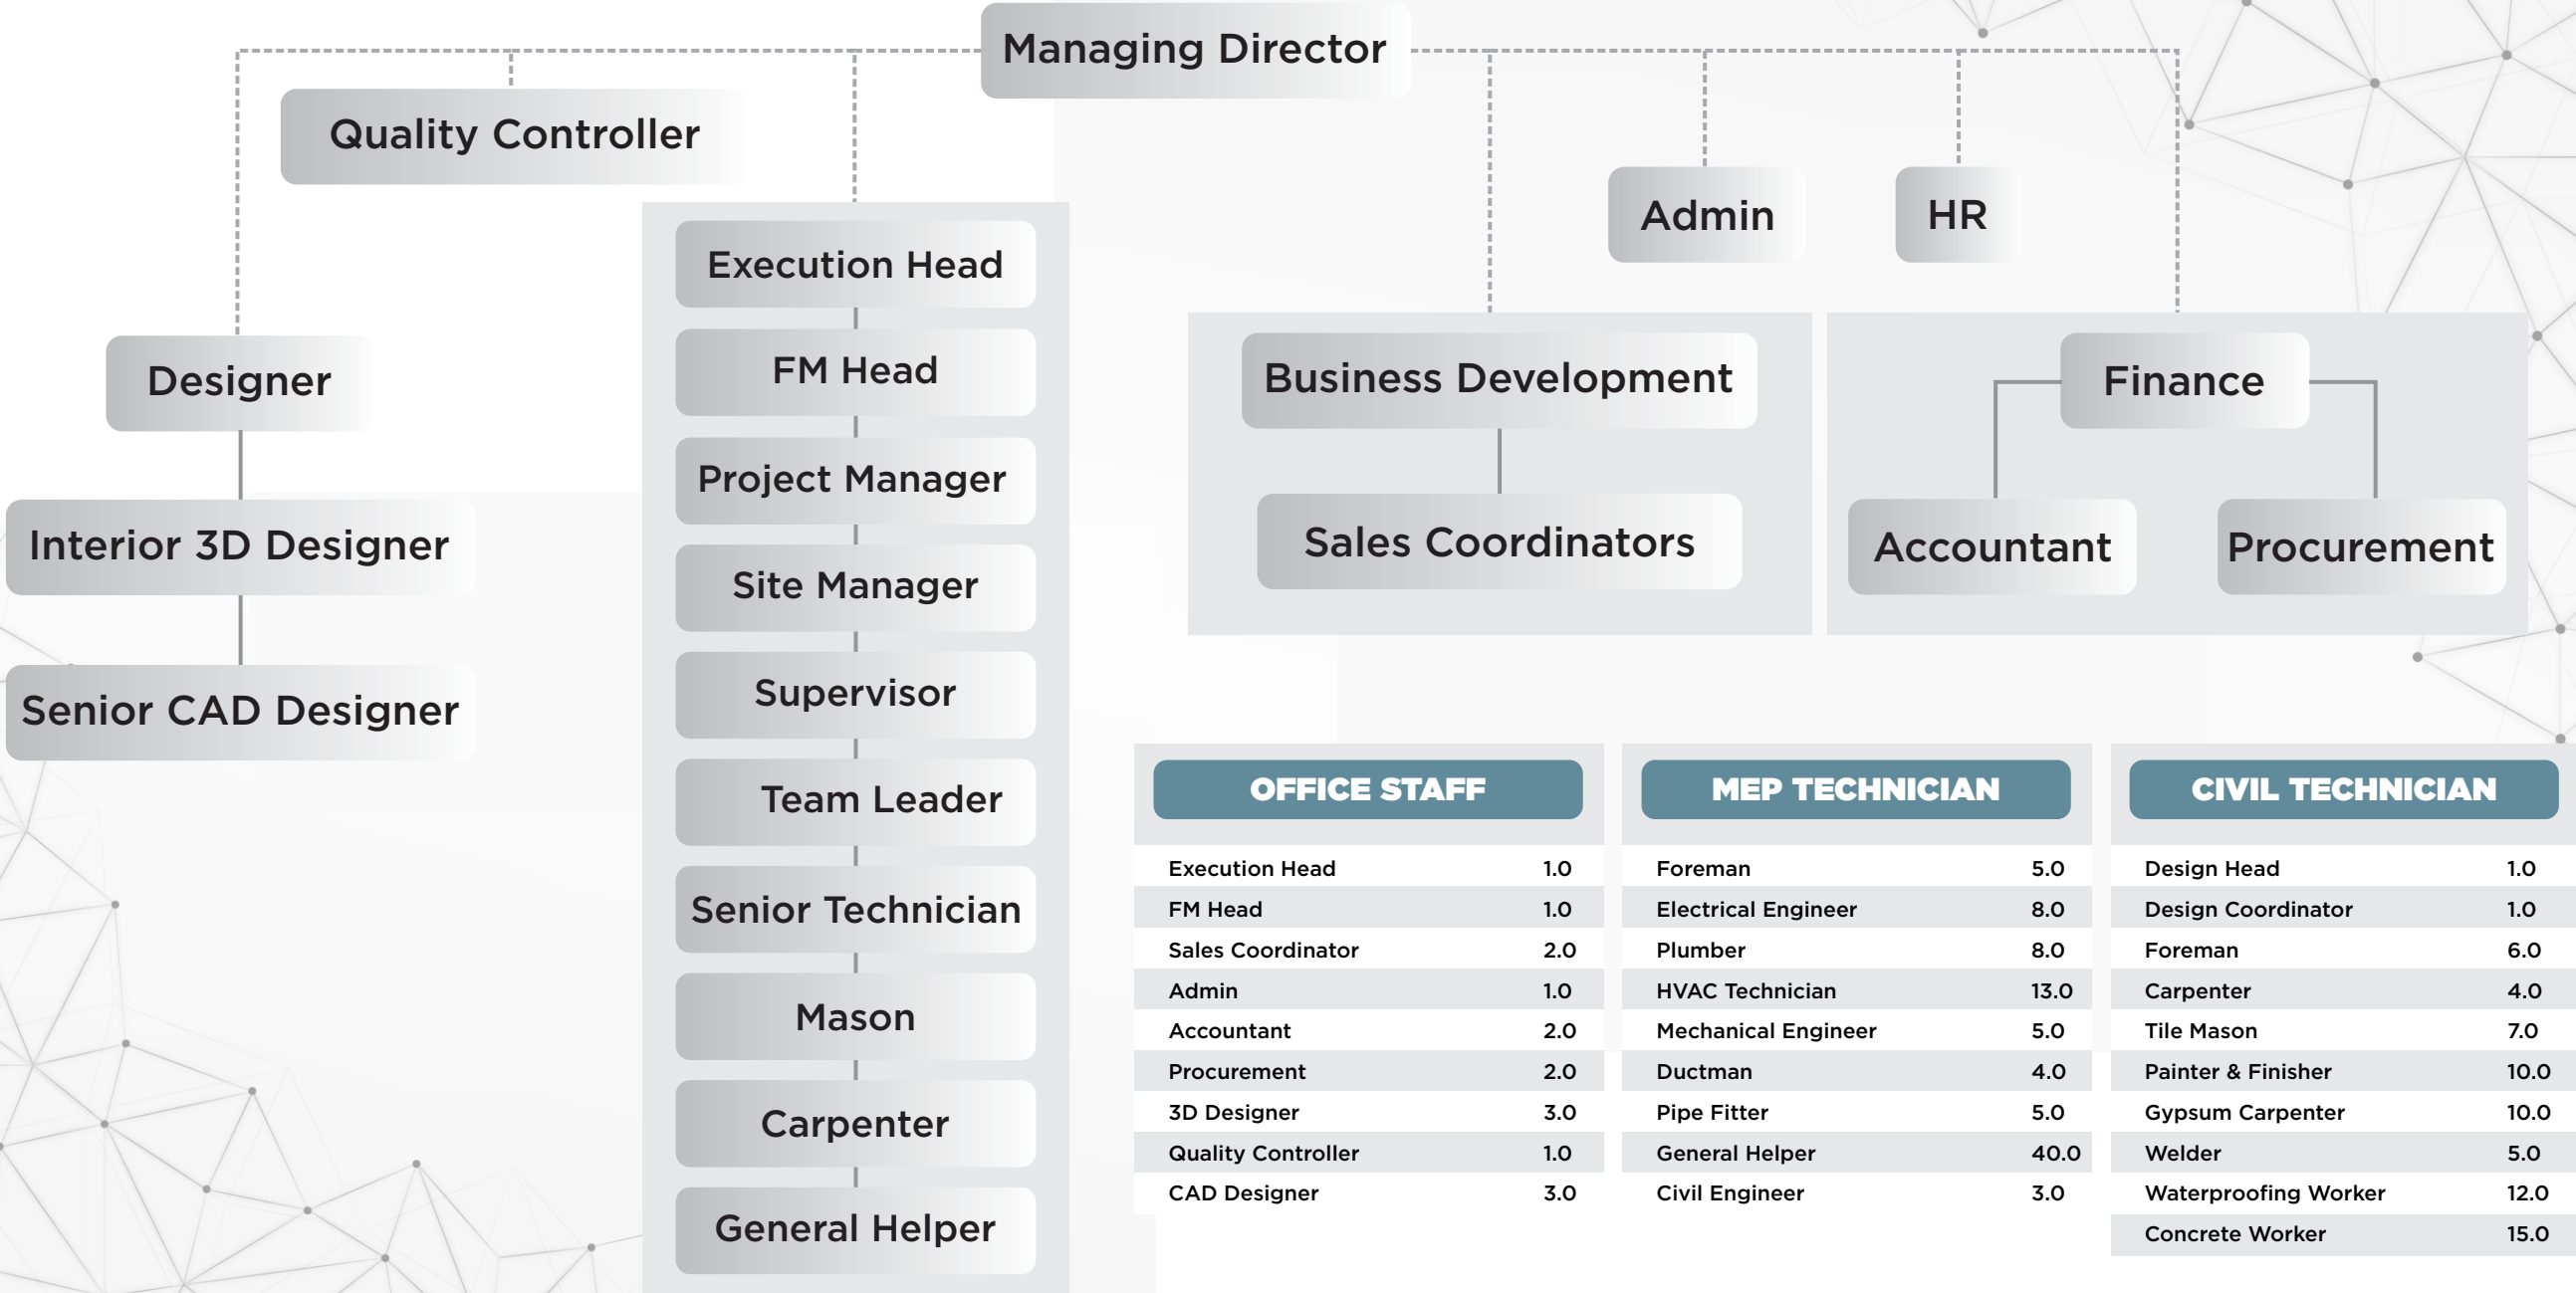 Managing Director
Quality Controller
Admin
HR
Designer
Interior 3D Designer
Senior CAD Designer
Execution Head
FM Head
Project Manager
Site Manager
Supervisor
Team Leader
Senior Technician
Mason
Carpenter
General Helper
Business Development
Sales Coordinators
Finance
Accountant
Procurement
OFFICE STAFF
Execution Head 1.0
FM Head 1.0
Sales Coordinator 2.0
Admin 1.0
Accountant 2.0
Procurement 2.0
3D Designer 3.0
Quality Controller 1.0
CAD Designer 3.0
MEP TECHNICIAN
Foreman 5.0
Electrical Engineer 8.0
Plumber 8.0
HVAC Technician 13.0
Mechanical Engineer 5.0
Ductman 4.0
Pipe Fitter 5.0
General Helper 40.0
Civil Engineer 3.0
CIVIL TECHNICIAN
Design Head 1.0
Design Coordinator 1.0
Foreman 6.0
Carpenter 4.0
Tile Mason 7.0
Painter & Finisher 10.0
Gypsum Carpenter 10.0
Welder 5.0
Waterproofing Worker 12.0
Concrete Worker 15.0